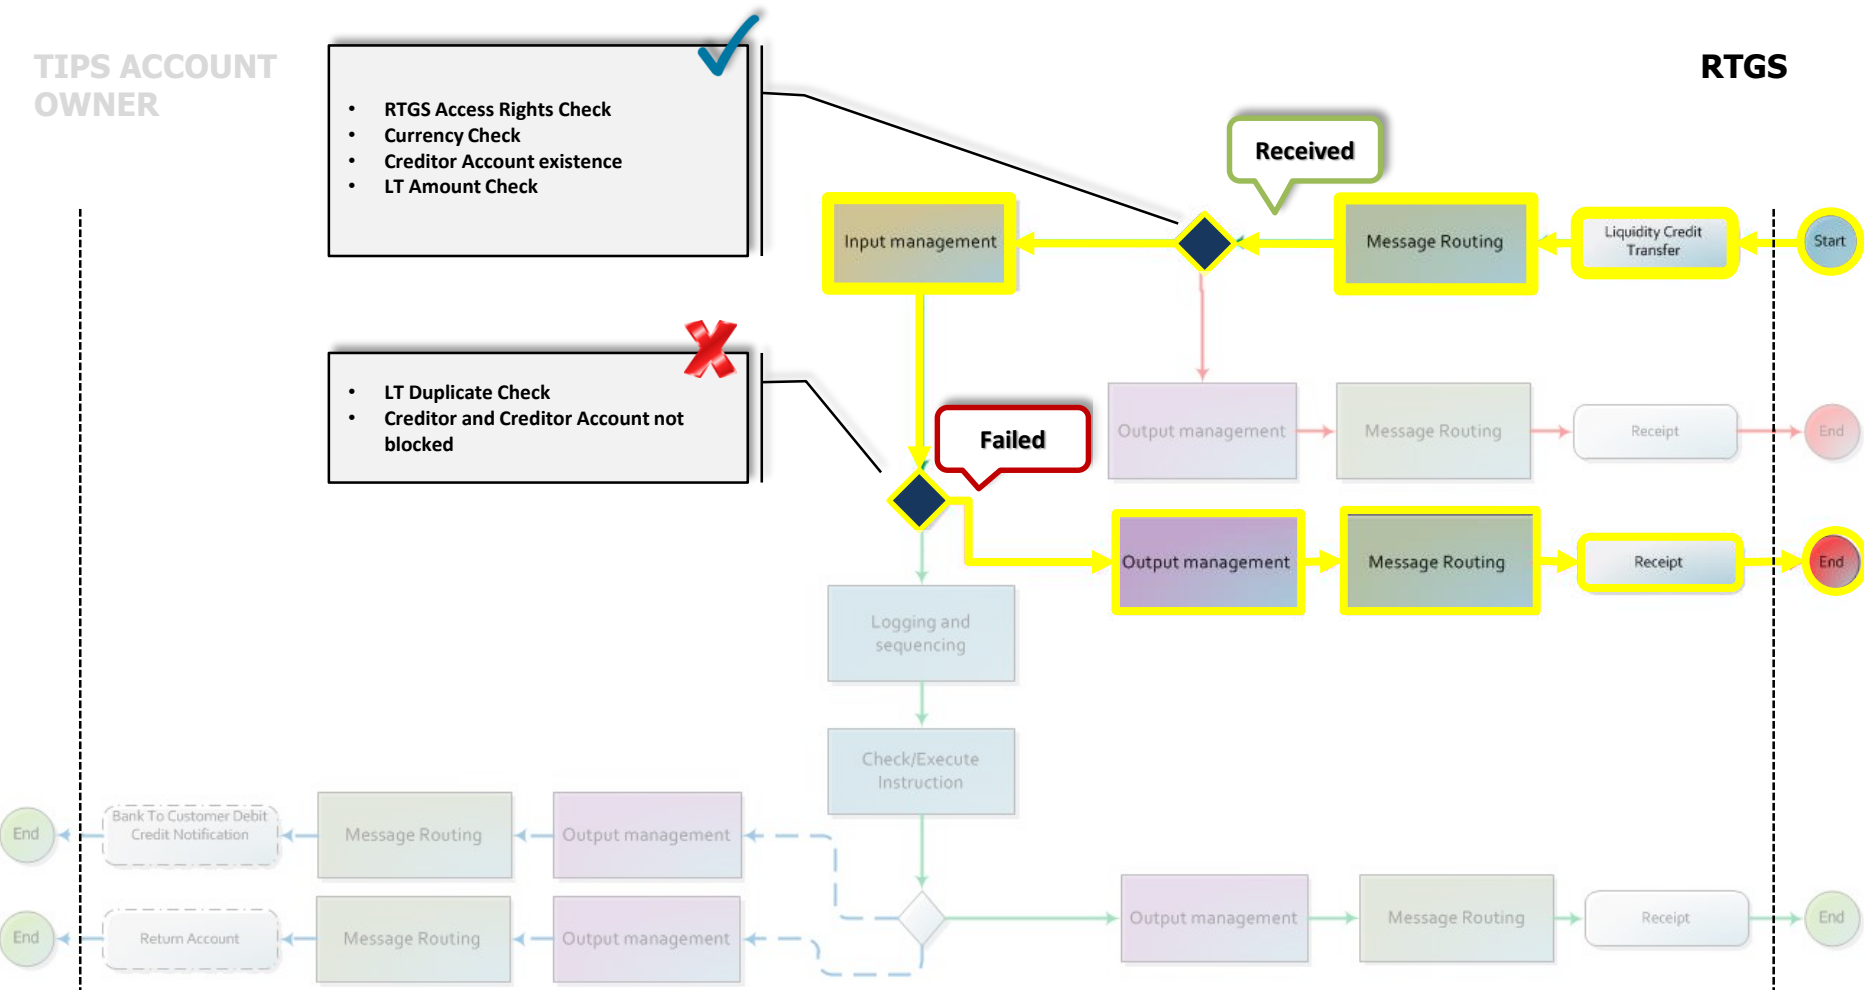 TIPS ACCOUNT
OWNER
RTGS
• RTGS Access Rights Check
• Currency Check
• Creditor Account existence
• LT Amount Check
Received
Input management
Message Routing
Liquidity Credit
Transfer
Start
• LT Duplicate Check
• Creditor and Creditor Account not
blocked
Failed
Output management
Message Routing
Receipt
End
Output management
Message Routing
Receipt
End
Logging and
sequencing
Check/Execute
Instruction
End
Bank To Customer Debit
Credit Notification
Message Routing
Output management
End
Return Account
Message Routing
Output management
Output management
Message Routing
Receipt
End